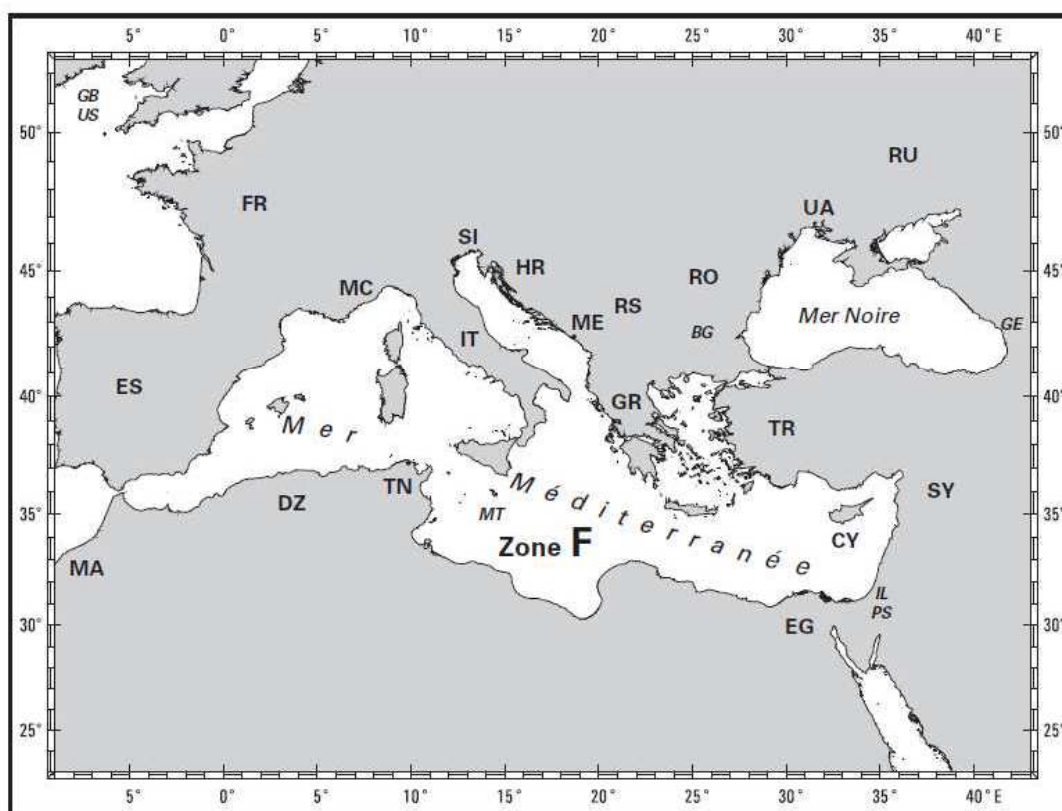 5° 0° 5° 10° 15° 20° 25° 30° 35° 40° E
GB
US
50° 50°
RU
FR
UA
SI
HR
45° 45°
RO
MC
RS
ME
Mer Noire
GE
IT
BG
ES
40° GR 40°
Mer
TR
TN
SY
DZ
Méditerranée
35° MT 35°
Zone F
CY
MA
IL
PS
30° EG 30°
25° 25°
5° 0° 5° 10° 15° 20° 25° 30° 35° 40° E